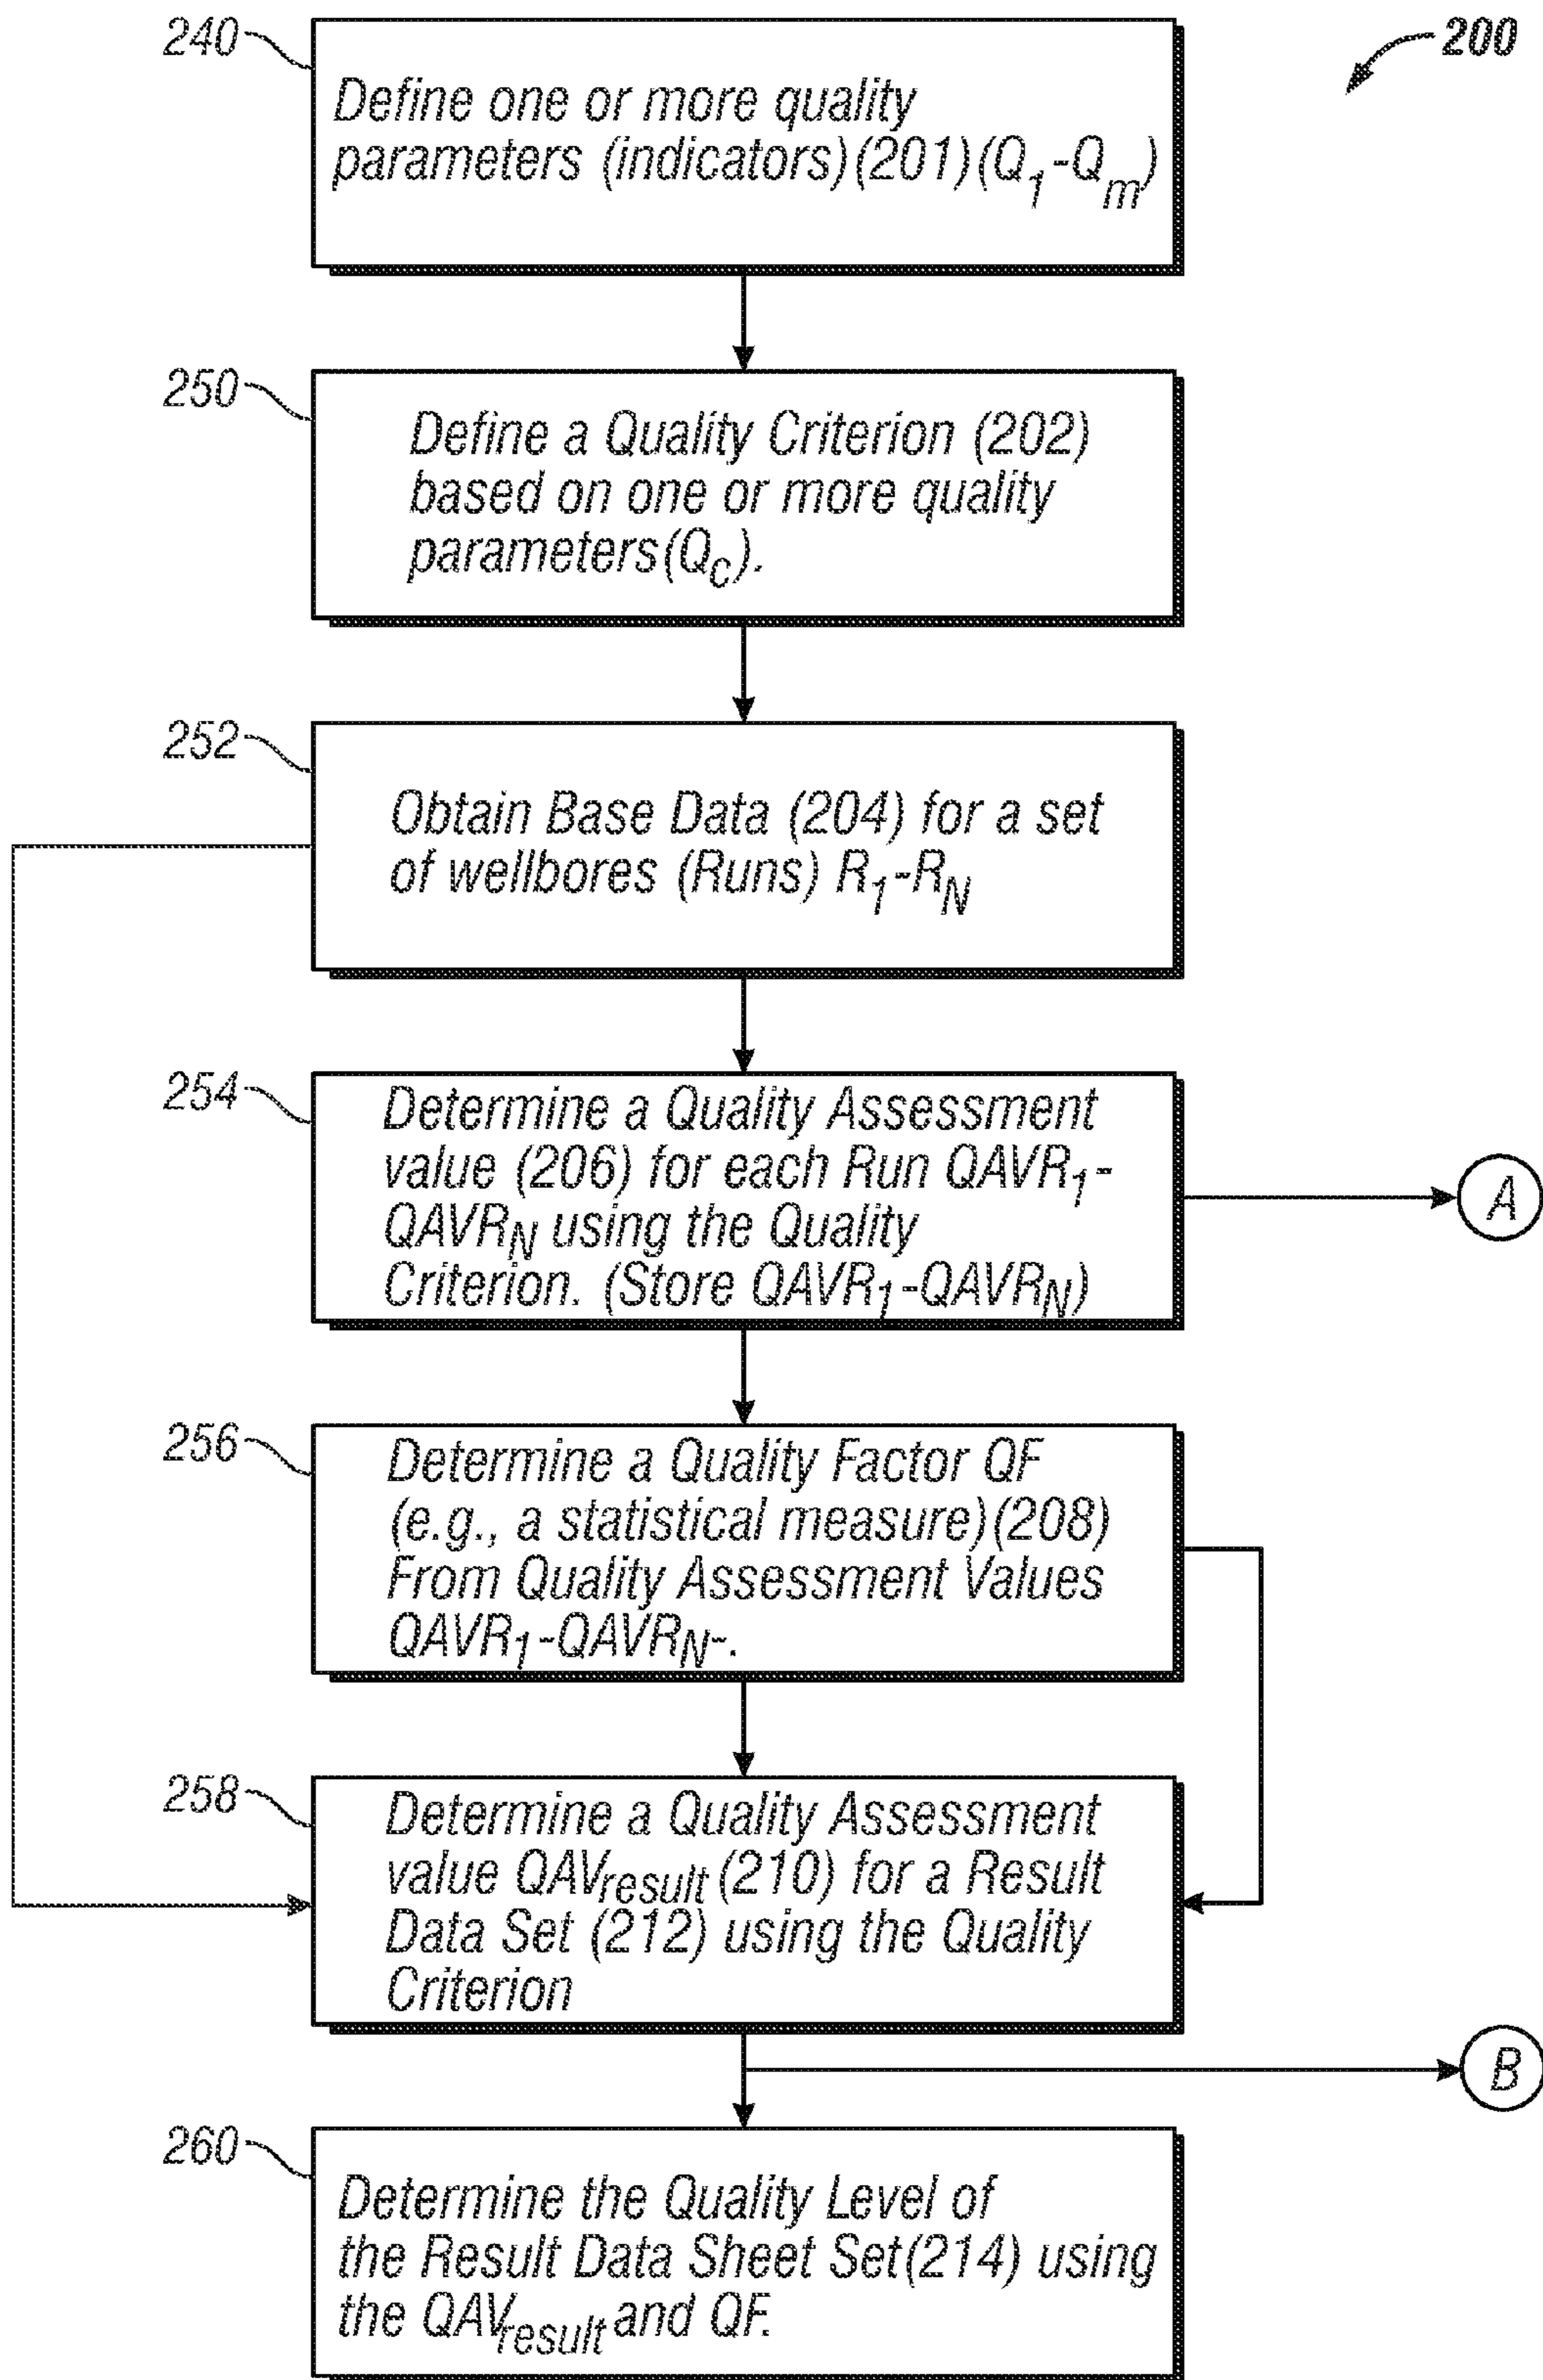 200
240
Define one or more quality
parameters (indicators)(201)(Q1-Qm)
250
Define a Quality Criterion (202)
based on one or more quality
parameters(Qc).
252
Obtain Base Data (204) for a set
of wellbores (Runs) R1-RN
254
Determine a Quality Assessment
value (206) for each Run QAVR1-
QAVRN using the Quality
Criterion. (Store QAVR1-QAVRN)
A
256
Determine a Quality Factor QF
(e.g., a statistical measure)(208)
From Quality Assessment Values
QAVR1-QAVRN-.
258
Determine a Quality Assessment
value QAVresult (210) for a Result
Data Set (212) using the Quality
Criterion
B
260
Determine the Quality Level of
the Result Data Sheet Set(214) using
the QAVresult and QF.